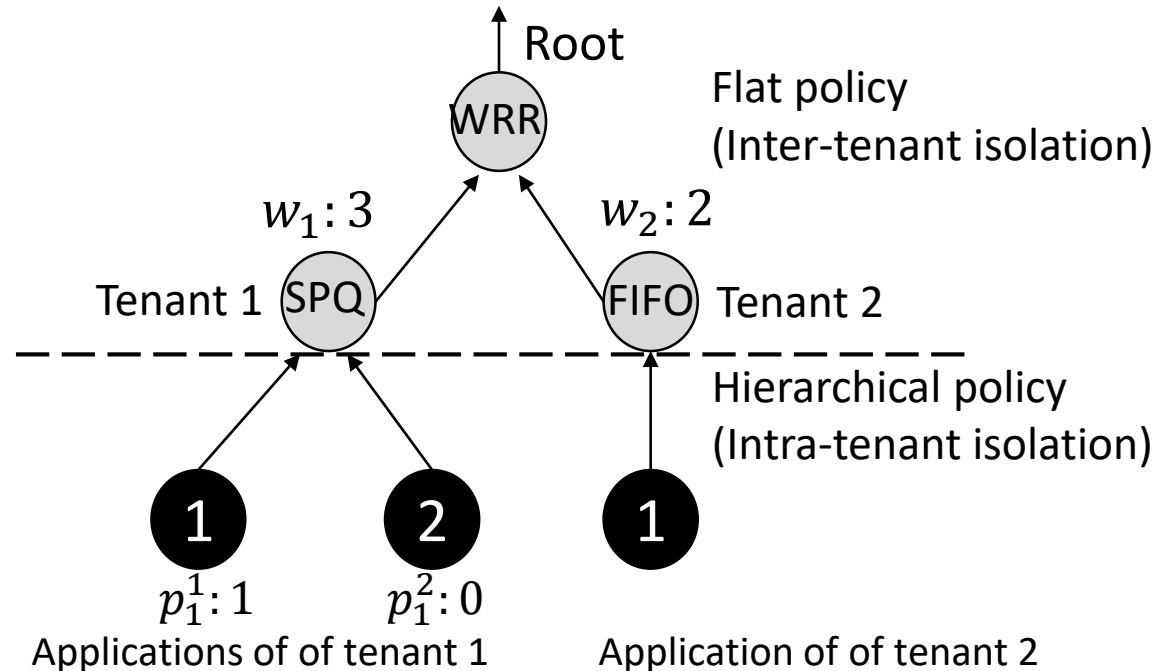 Root
WRR
Flat policy
(Inter-tenant isolation)
w₁: 3
w₂: 2
Tenant 1
SPQ
FIFO
Tenant 2
Hierarchical policy
(Intra-tenant isolation)
1
2
1
p₁¹: 1
p₁²: 0
Applications of of tenant 1
Application of of tenant 2